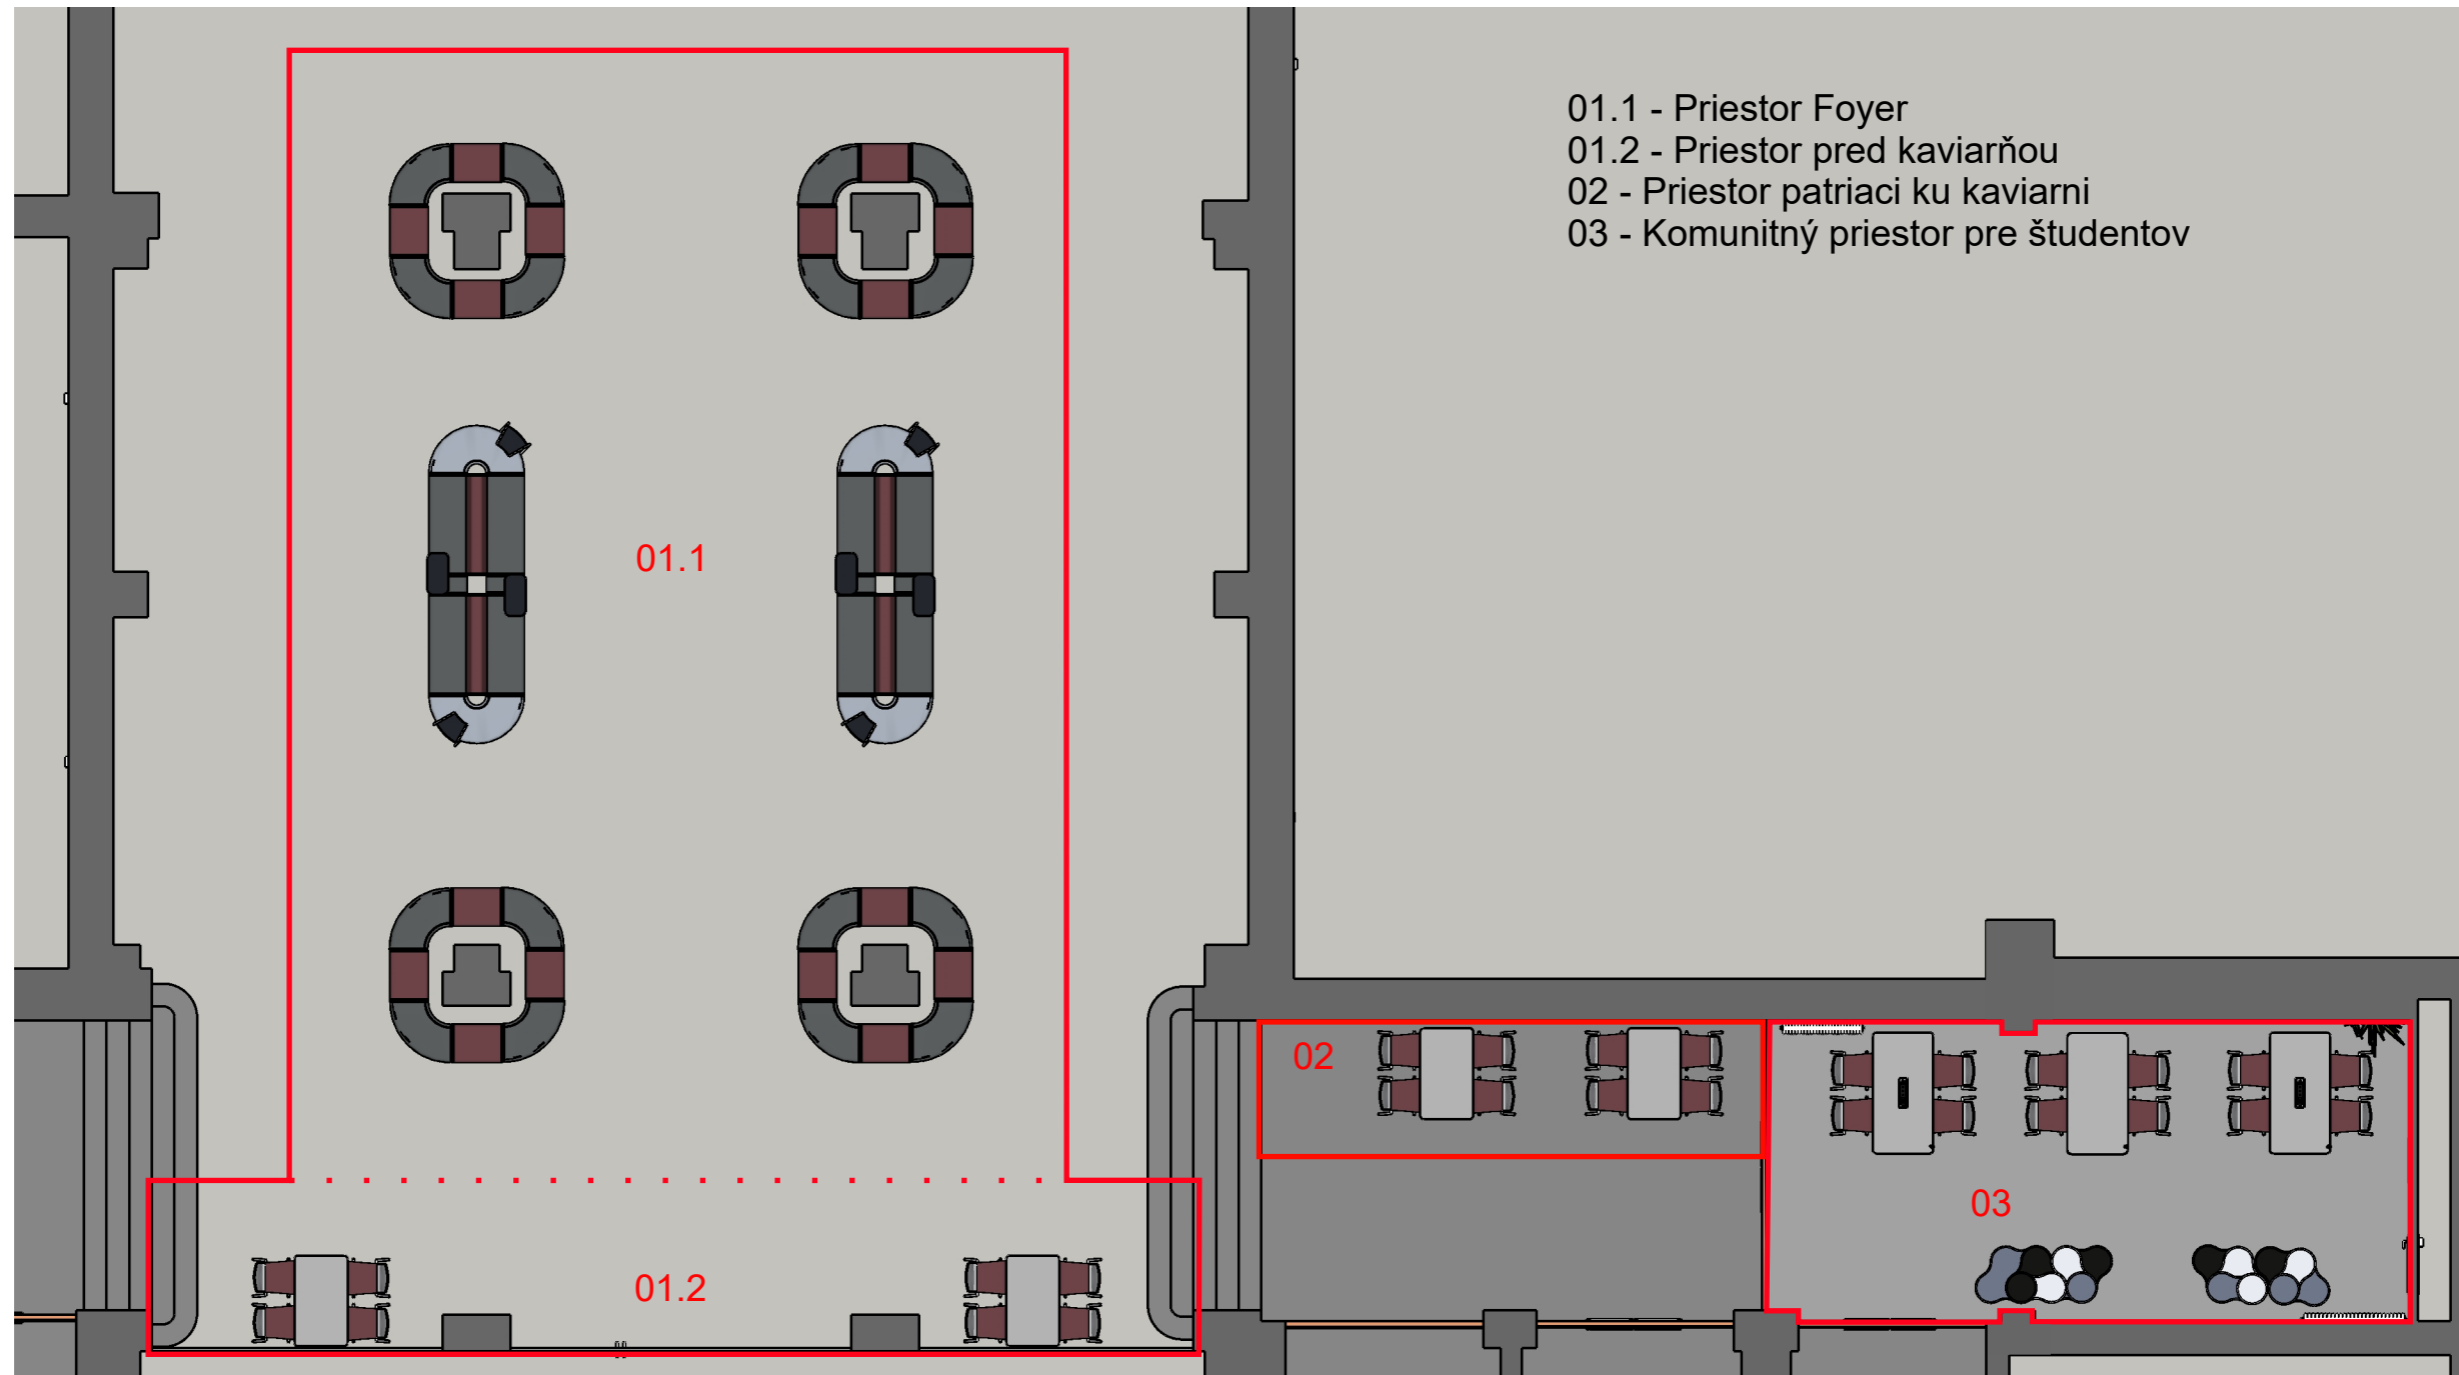 01.1 - Priestor Foyer
01.2 - Priestor pred kaviarňou
02 - Priestor patriaci ku kaviarni
03 - Komunitný priestor pre študentov
01.1
02
03
01.2